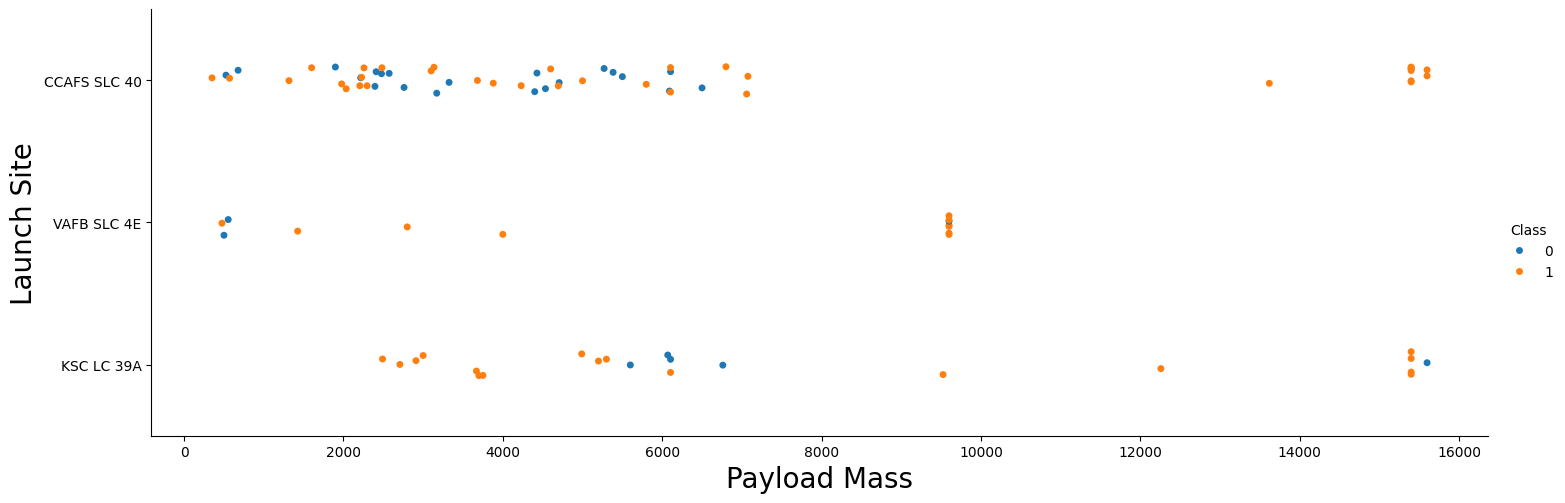 Launch Site
CCAFS SLC 40
VAFB SLC 4E
KSC LC 39A
0 2000 4000 6000 8000 10000 12000 14000 16000
Payload Mass
Class
0
1